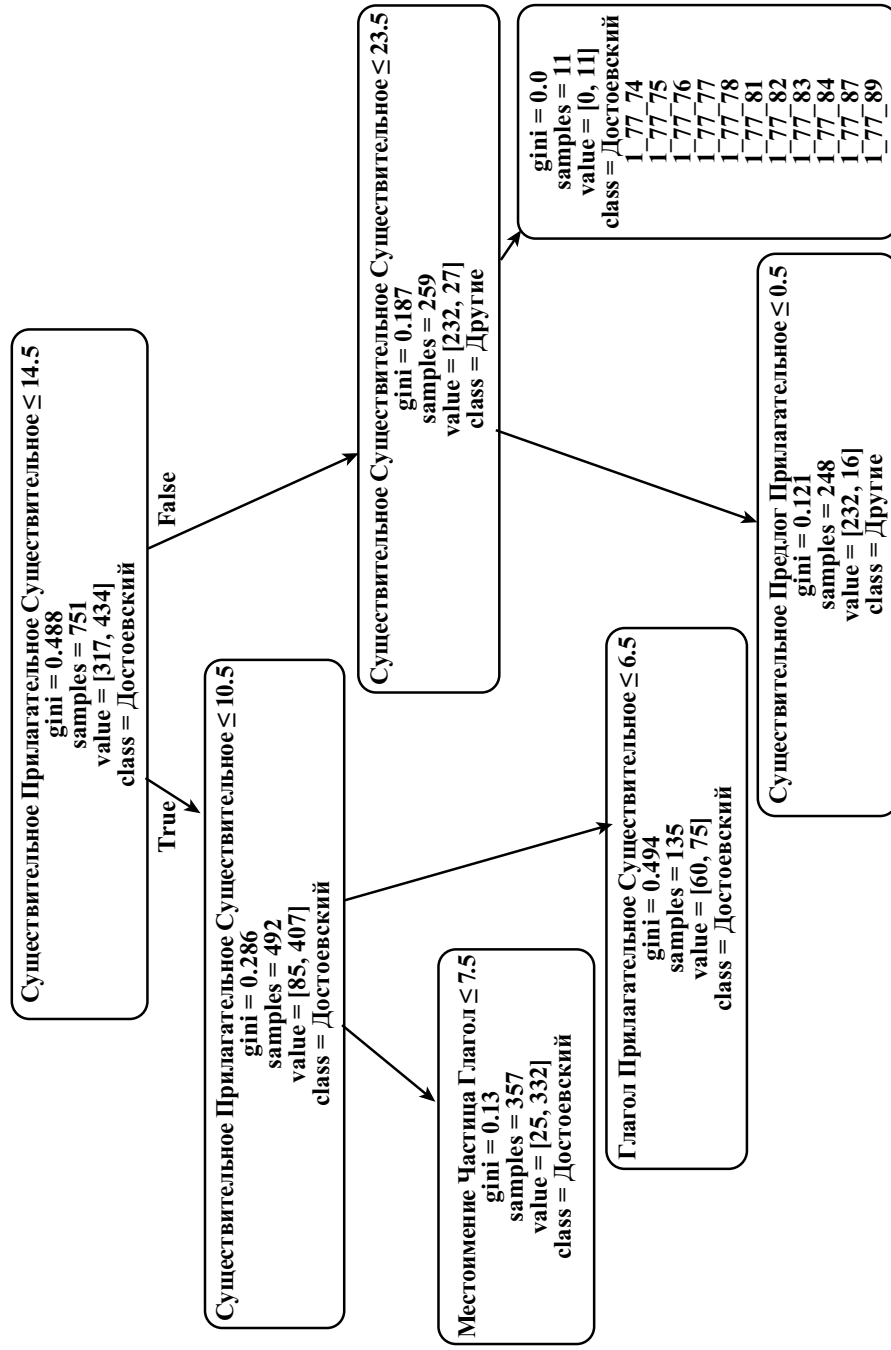 Существительное Прилагательное Существительное ≤ 14.5
gini = 0.488
samples = 751
value = [317, 434]
class = Достоевский
True
False
Существительное Прилагательное Существительное ≤ 10.5
gini = 0.286
samples = 492
value = [85, 407]
class = Достоевский
Существительное Существительное Существительное ≤ 23.5
gini = 0.187
samples = 259
value = [232, 27]
class = Другие
Местоимение Частица Глагол ≤ 7.5
gini = 0.13
samples = 357
value = [25, 332]
class = Достоевский
Глагол Прилагательное Существительное ≤ 6.5
gini = 0.494
samples = 135
value = [60, 75]
class = Достоевский
Существительное Предлог Прилагательное ≤ 0.5
gini = 0.121
samples = 248
value = [232, 16]
class = Другие
gini = 0.0
samples = 11
value = [0, 11]
class = Достоевский
1_77_74
1_77_75
1_77_76
1_77_77
1_77_78
1_77_81
1_77_82
1_77_83
1_77_84
1_77_87
1_77_89